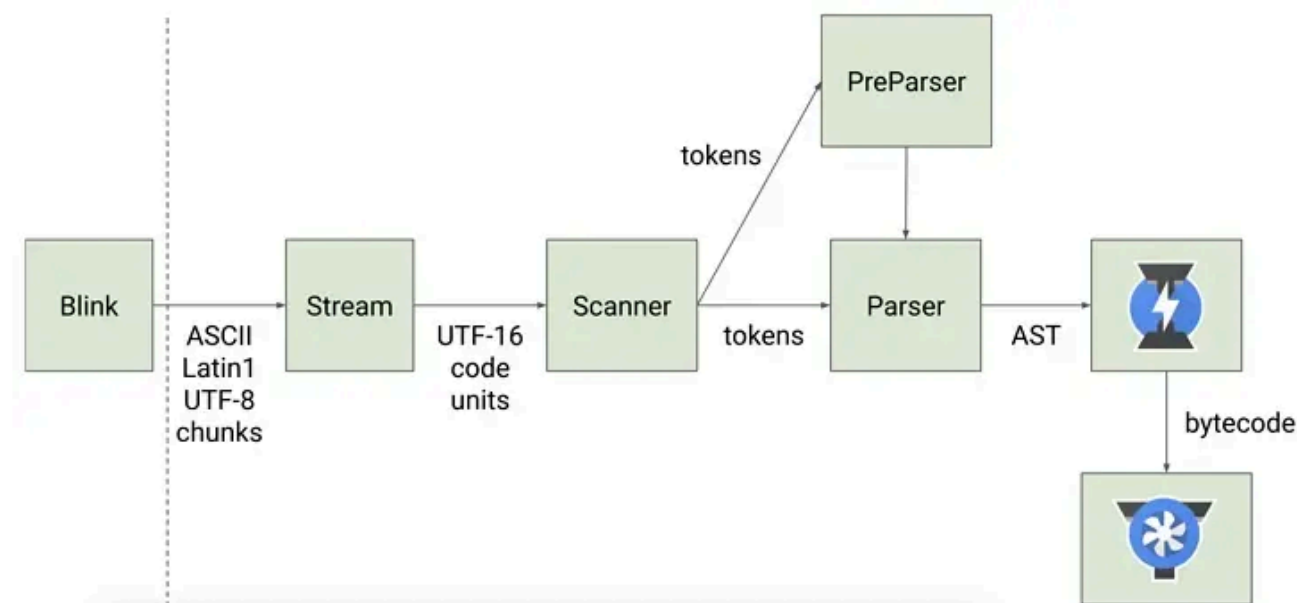 PreParser
tokens
Blink
Stream
Scanner
Parser
ASCII
Latin1
UTF-8
chunks
UTF-16
code
units
tokens
AST
bytecode